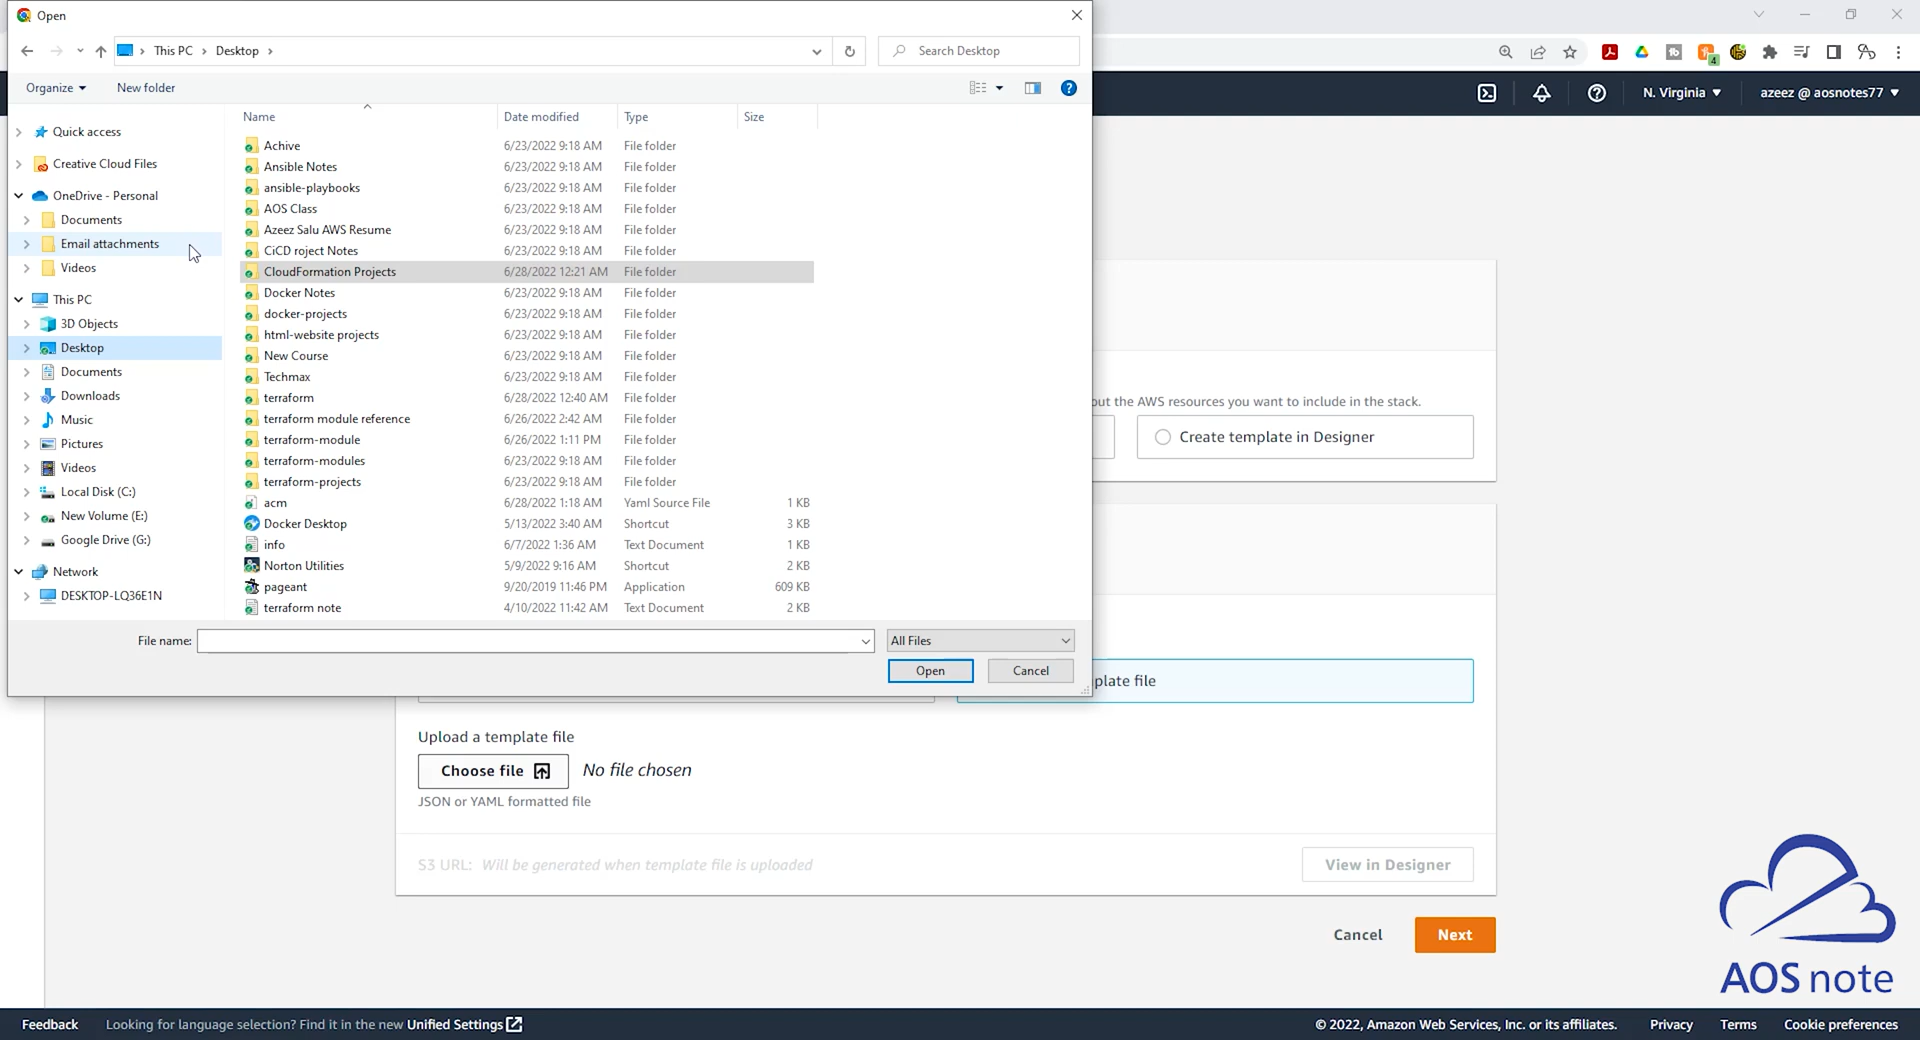 Open
This PC > Desktop >
Search Desktop
Organize
New folder
Name Date modified Type Size
Quick access
Creative Cloud Files
OneDrive - Personal
Documents
Email attachments
Videos
This PC
3D Objects
Desktop
Documents
Downloads
Music
Pictures
Videos
Local Disk (C:)
New Volume (E:)
Google Drive (G:)
Network
DESKTOP-LQ36E1N
Achive 6/23/2022 9:18 AM File folder
Ansible Notes 6/23/2022 9:18 AM File folder
ansible-playbooks 6/23/2022 9:18 AM File folder
AOS Class 6/23/2022 9:18 AM File folder
Azeez Salu AWS Resume 6/23/2022 9:18 AM File folder
CiCD roject Notes 6/23/2022 9:18 AM File folder
CloudFormation Projects 6/28/2022 12:21 AM File folder
Docker Notes 6/23/2022 9:18 AM File folder
docker-projects 6/23/2022 9:18 AM File folder
html-website projects 6/23/2022 9:18 AM File folder
New Course 6/23/2022 9:18 AM File folder
Techmax 6/23/2022 9:18 AM File folder
terraform 6/28/2022 12:40 AM File folder
terraform module reference 6/26/2022 2:42 AM File folder
terraform-module 6/26/2022 1:11 PM File folder
terraform-modules 6/23/2022 9:18 AM File folder
terraform-projects 6/23/2022 9:18 AM File folder
acm 6/28/2022 1:18 AM Yaml Source File 1 KB
Docker Desktop 5/13/2022 3:40 AM Shortcut 3 KB
info 6/7/2022 1:36 AM Text Document 1 KB
Norton Utilities 5/9/2022 9:16 AM Shortcut 2 KB
pageant 9/20/2019 11:46 PM Application 609 KB
terraform note 4/10/2022 11:42 AM Text Document 2 KB
File name:
All Files
Open
Cancel
4
N. Virginia
azeez @ aosnotes77
out the AWS resources you want to include in the stack.
Create template in Designer
plate file
Upload a template file
Choose file
No file chosen
JSON or YAML formatted file
S3 URL: Will be generated when template file is uploaded
View in Designer
Cancel
Next
AOS note
Feedback
Looking for language selection? Find it in the new Unified Settings
© 2022, Amazon Web Services, Inc. or its affiliates.
Privacy
Terms
Cookie preferences